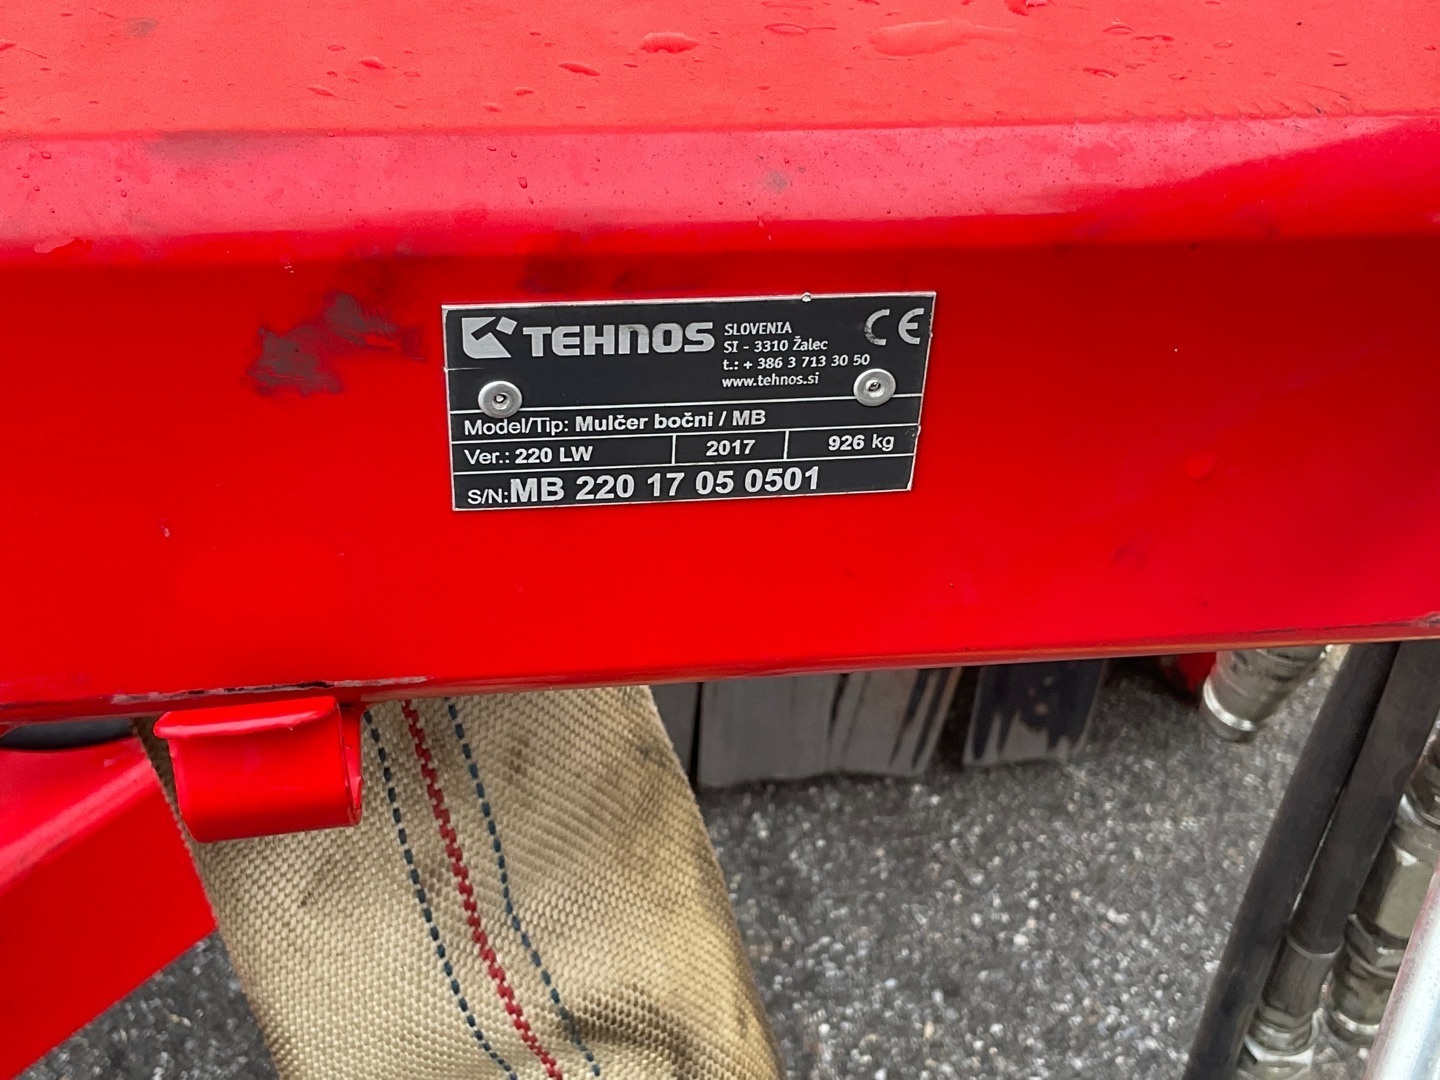 TEHNOS
SLOVENIA
SI - 3310 Žalec
t.: + 386 3 713 30 50
www.tehnos.si
CE
Model/Tip: Mulčer bočni / MB
Ver.: 220 LW 2017 926 kg
S/N: MB 220 17 05 0501